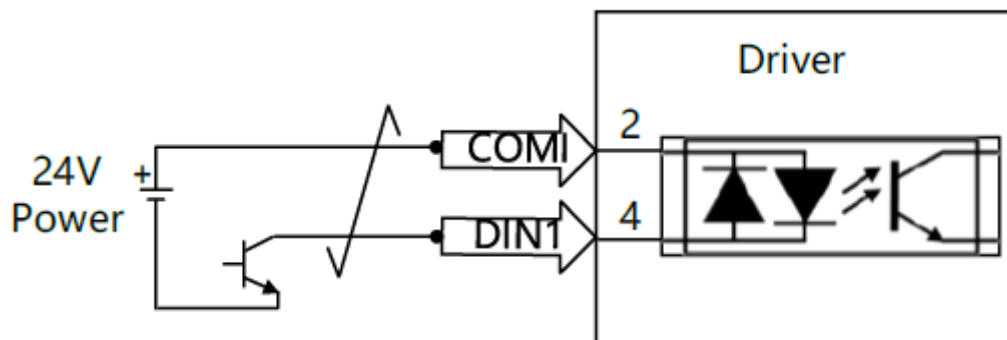 Driver
2
COMI
24V
+
Power
4
DIN1